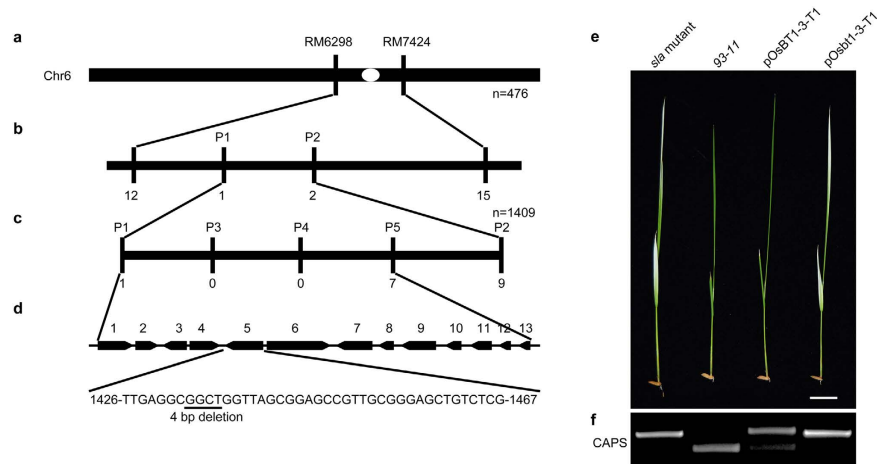 a
RM6298 RM7424
Chr6
n=476
b
P1 P2
12 1 2 15
n=1409
c
P1 P3 P4 P5 P2
1 0 0 7 9
d
1 2 3 4 5 6 7 8 9 10 11 12 13
1426-TTGAGGCGGCTGGTTAGCGGAGCCGTTGCGGGAGCTGTCTCG-1467
4 bp deletion
e
sla mutant 93-11 pOsBT1-3-T1 pOsbt1-3-T1
f
CAPS